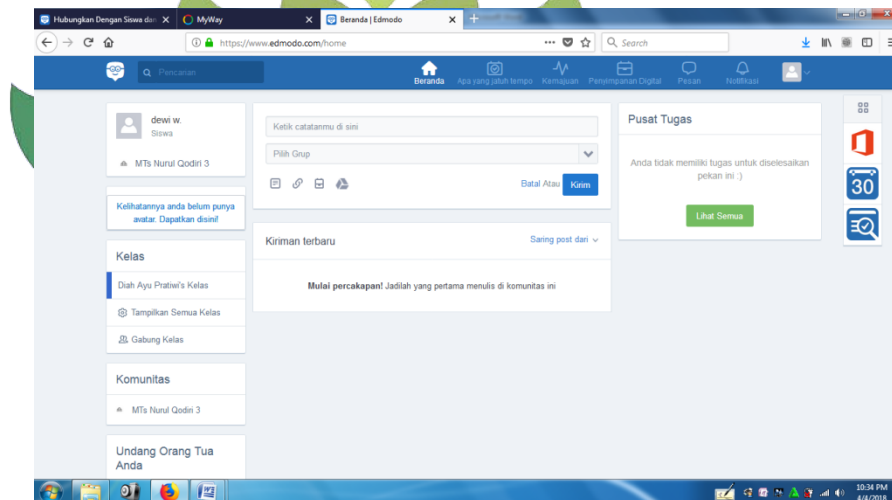 Hubungkan Dengan Siswa dan
MyWay
Beranda | Edmodo
https://www.edmodo.com/home
Search
Pencarian
Beranda
Apa yang jatuh tempo
Kemajuan
Penyimpanan Digital
Pesan
Notifikasi
dewi w.
Siswa
MTs Nurul Qodiri 3
Kelihatannya anda belum punya
avatar. Dapatkan disini!
Kelas
Diah Ayu Pratiwi's Kelas
Tampilkan Semua Kelas
Gabung Kelas
Komunitas
MTs Nurul Qodiri 3
Undang Orang Tua
Anda
Ketik catatanmu di sini
Pilih Grup
Batal Atau Kirim
Kiriman terbaru
Saring post dari
Mulai percakapan! Jadilah yang pertama menulis di komunitas ini
Pusat Tugas
Anda tidak memiliki tugas untuk diselesaikan
pekan ini :)
Lihat Semua
30
10:34 PM
4/4/2018